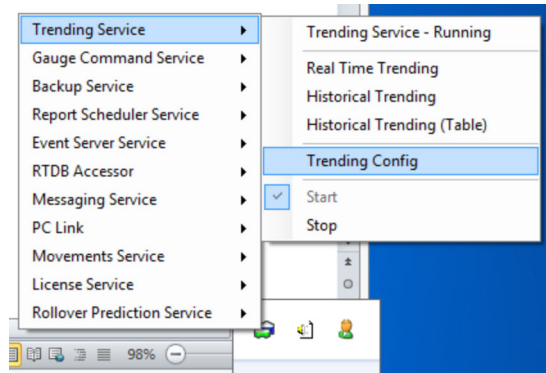 Trending Service
Gauge Command Service
Backup Service
Report Scheduler Service
Event Server Service
RTDB Accessor
Messaging Service
PC Link
Movements Service
License Service
Rollover Prediction Service
Trending Service - Running
Real Time Trending
Historical Trending
Historical Trending (Table)
Trending Config
Start
Stop
98%